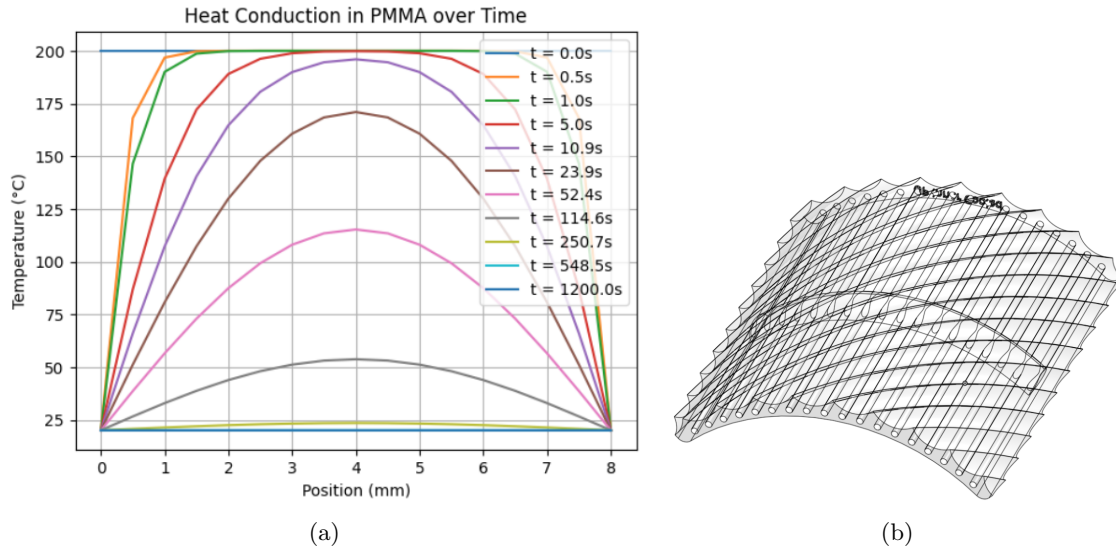 Heat Conduction in PMMA over Time
Temperature (°C)
200
175
150
125
100
75
50
25
0
1
2
3
4
5
6
7
8
Position (mm)
t = 0.0s
t = 0.5s
t = 1.0s
t = 5.0s
t = 10.9s
t = 23.9s
t = 52.4s
t = 114.6s
t = 250.7s
t = 548.5s
t = 1200.0s
(a)
(b)